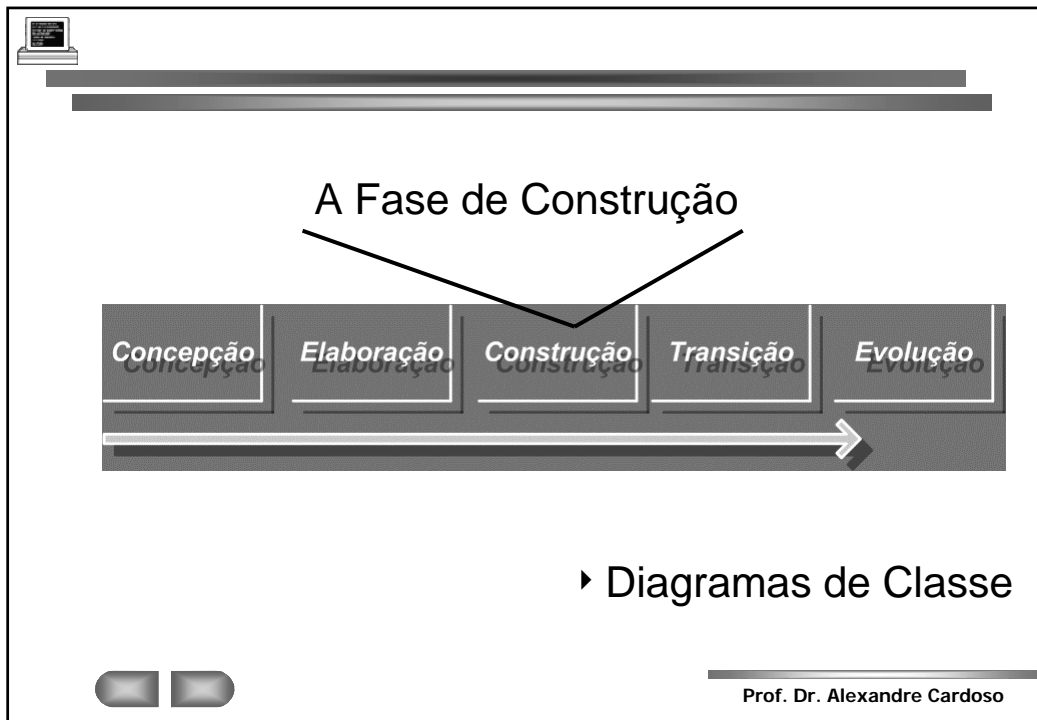 A Fase de Construção
Concepção Elaboração Construção Transição Evolução
Diagramas de Classe
Prof. Dr. Alexandre Cardoso